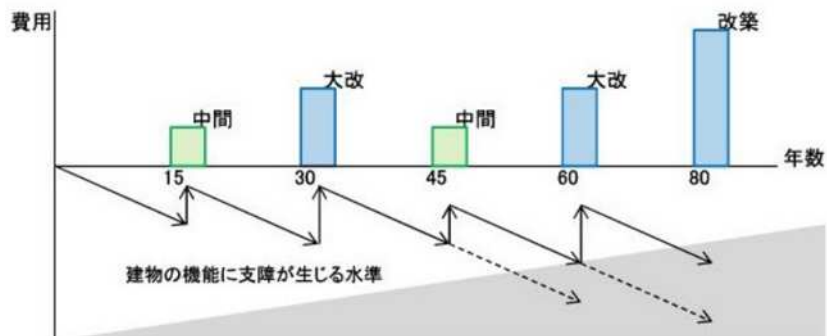 費用
改築
大改
大改
中間
中間
年数
15
30
45
60
80
建物の機能に支障が生じる水準